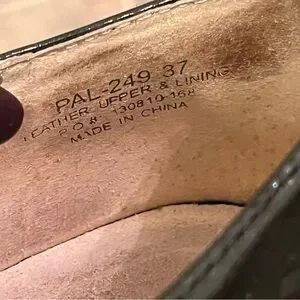 PAL-249 37
LEATHER UPPER & LINING
P.O #: 130810-168
MADE IN CHINA